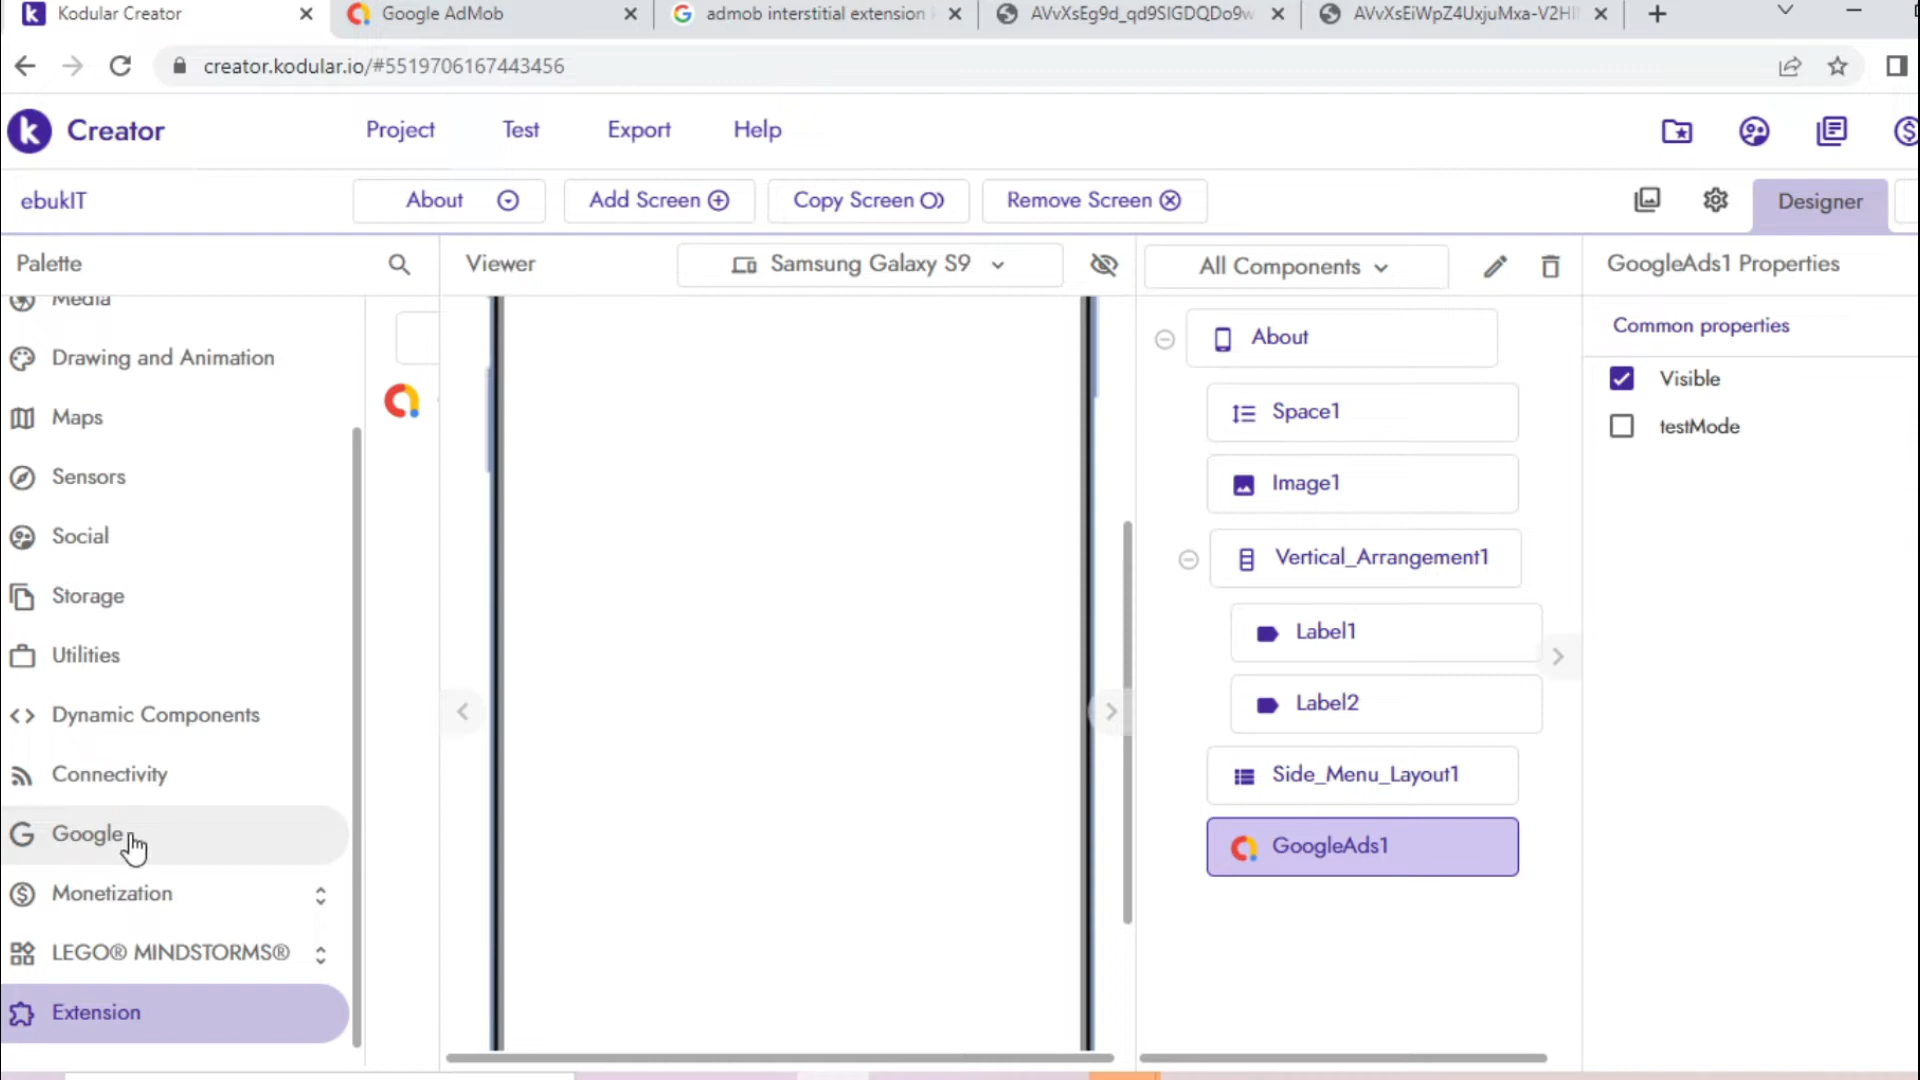 Kodular Creator
Google AdMob
admob interstitial extension
AVvXsEg9d_qd9SIGDQDo9w
AVvXsEiWpZ4UxjuMxa-V2HI
creator.kodular.io/#5519706167443456
Creator
Project
Test
Export
Help
ebukIT
About
Add Screen
Copy Screen
Remove Screen
Designer
Palette
Viewer
Samsung Galaxy S9
All Components
GoogleAds1 Properties
Media
Drawing and Animation
Maps
Sensors
Social
Storage
Utilities
Dynamic Components
Connectivity
Google
Monetization
LEGO® MINDSTORMS®
Extension
About
Space1
Image1
Vertical_Arrangement1
Label1
Label2
Side_Menu_Layout1
GoogleAds1
Common properties
Visible
testMode